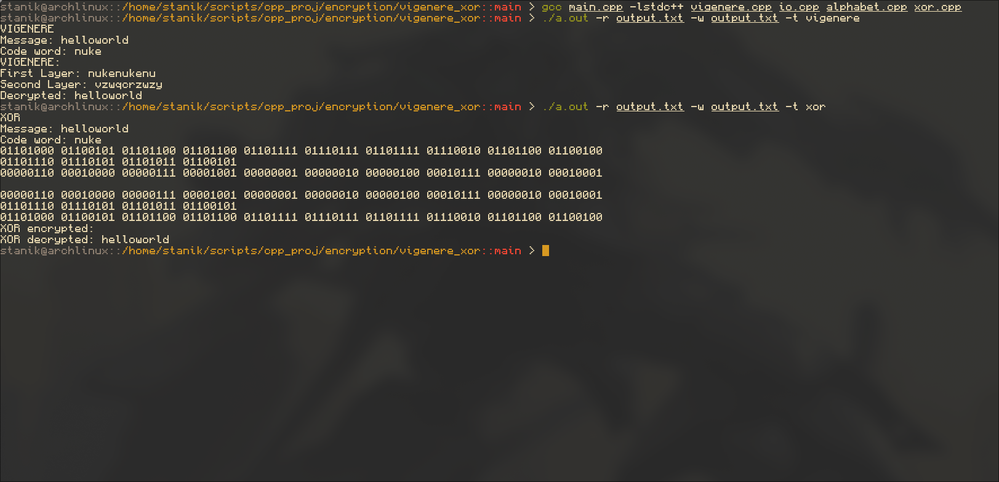 stanik@archlinux::/home/stanik/scripts/cpp_proj/encryption/vigenere_xor::main > gcc main.cpp -lstdc++ vigenere.cpp io.cpp alphabet.cpp xor.cpp
stanik@archlinux::/home/stanik/scripts/cpp_proj/encryption/vigenere_xor::main > ./a.out -r output.txt -w output.txt -t vigenere
VIGENERE
Message: helloworld
Code word: nuke
VIGENERE:
First Layer: nukenukenu
Second Layer: vzwqcrzwzy
Decrypted: helloworld
stanik@archlinux::/home/stanik/scripts/cpp_proj/encryption/vigenere_xor::main > ./a.out -r output.txt -w output.txt -t xor
XOR
Message: helloworld
Code word: nuke
01101000 01100101 01101100 01101100 01101111 01110111 01101111 01110010 01101100 01100100
01101110 01110101 01101011 01100101
00000110 00010000 00000111 00001001 00000001 00000010 00000100 00010111 00000010 00010001
00000110 00010000 00000111 00001001 00000001 00000010 00000100 00010111 00000010 00010001
01101110 01110101 01101011 01100101
01101000 01100101 01101100 01101100 01101111 01110111 01101111 01110010 01101100 01100100
XOR encrypted:
XOR decrypted: helloworld
stanik@archlinux::/home/stanik/scripts/cpp_proj/encryption/vigenere_xor::main >